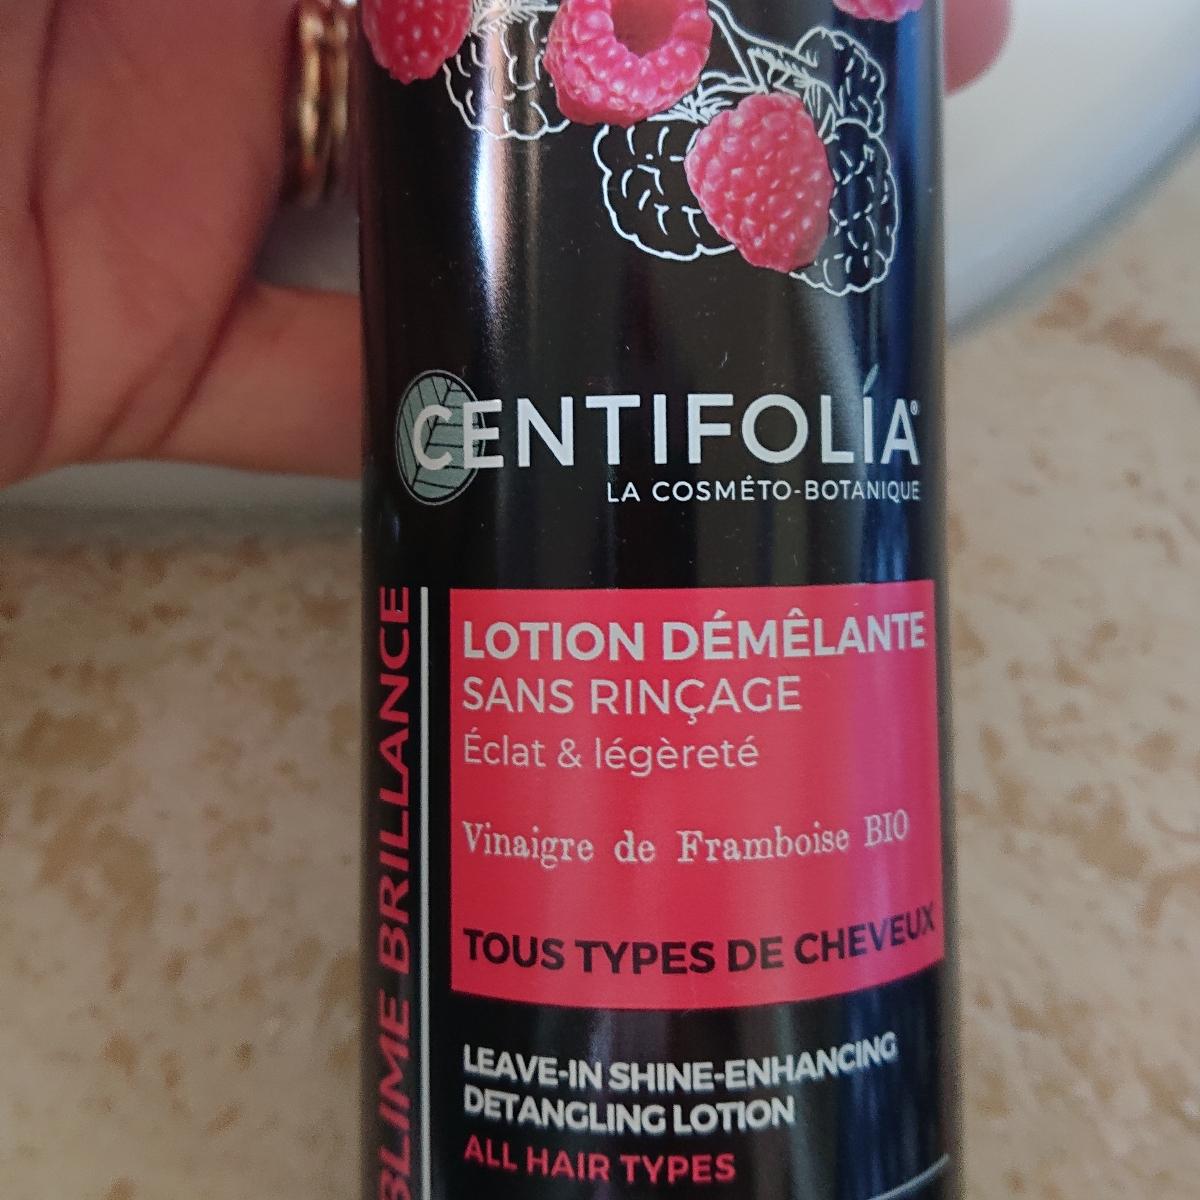 CENTIFOLÍA®
LA COSMÉTO-BOTANIQUE
BLIME BRILLANCE
LOTION DÉMÊLANTE
SANS RINÇAGE
Éclat & légèreté
Vinaigre de Framboise BIO
TOUS TYPES DE CHEVEUX
LEAVE-IN SHINE-ENHANCING
DETANGLING LOTION
ALL HAIR TYPES